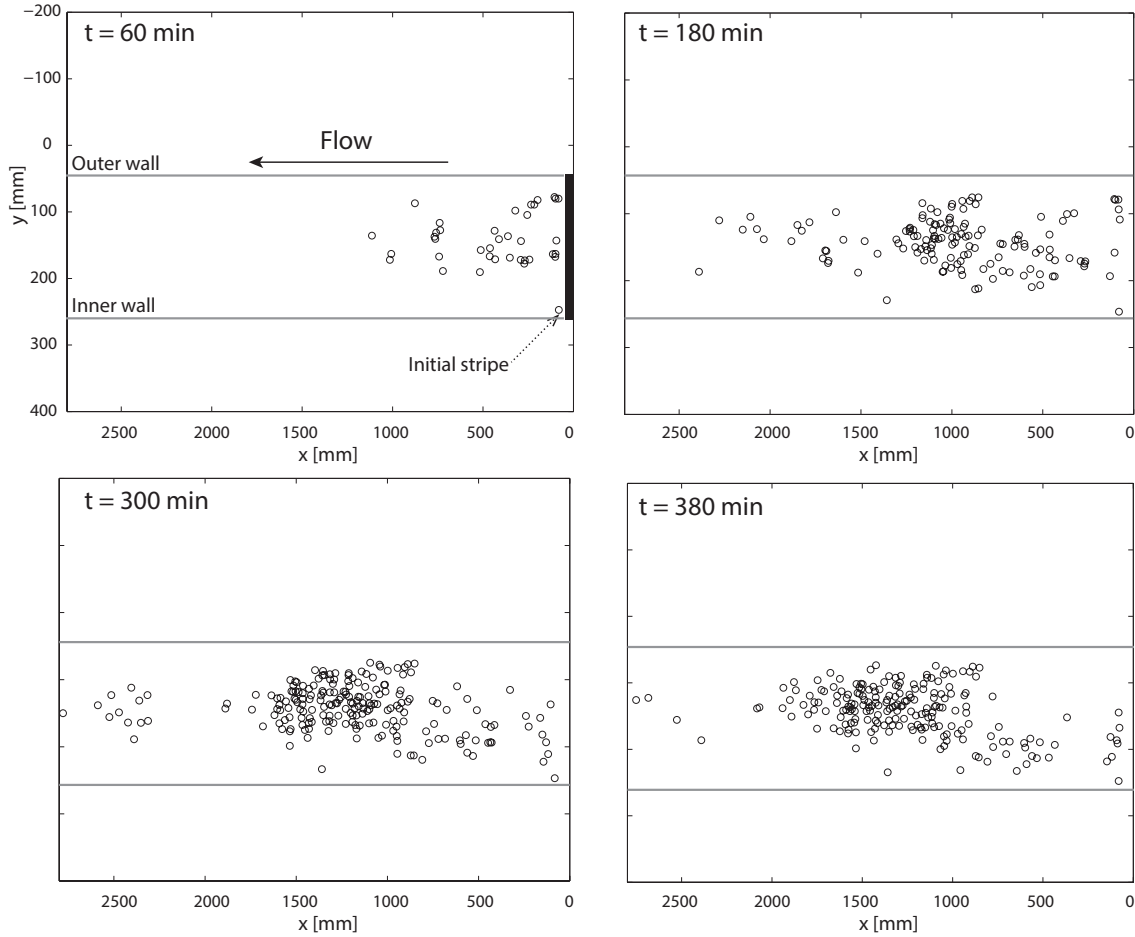 t = 60 min
t = 180 min
−200
−100
0
100
200
300
400
y [mm]
Outer wall
Flow
Inner wall
Initial stripe
2500 2000 1500 1000 500 0
x [mm]
2500 2000 1500 1000 500 0
x [mm]
t = 300 min
t = 380 min
2500 2000 1500 1000 500 0
x [mm]
2500 2000 1500 1000 500 0
x [mm]